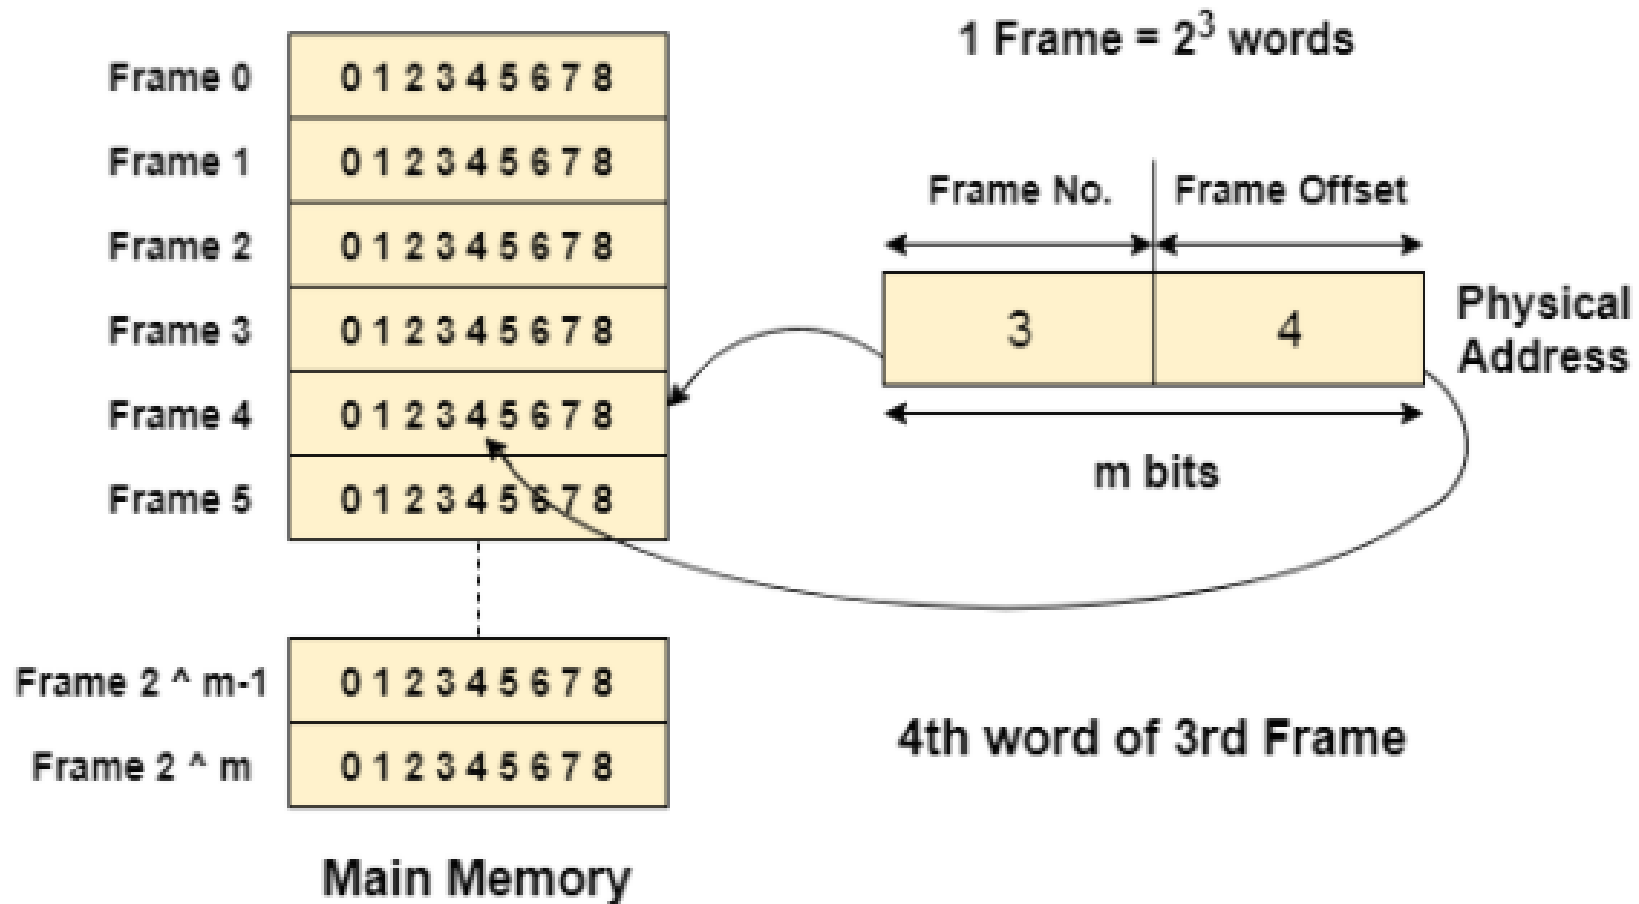 1 Frame = 2³ words
Frame 0 0 1 2 3 4 5 6 7 8
Frame 1 0 1 2 3 4 5 6 7 8
Frame 2 0 1 2 3 4 5 6 7 8
Frame 3 0 1 2 3 4 5 6 7 8
Frame 4 0 1 2 3 4 5 6 7 8
Frame 5 0 1 2 3 4 5 6 7 8
Frame 2 ^ m-1 0 1 2 3 4 5 6 7 8
Frame 2 ^ m 0 1 2 3 4 5 6 7 8
Main Memory
Frame No. Frame Offset
3 4
Physical
Address
m bits
4th word of 3rd Frame